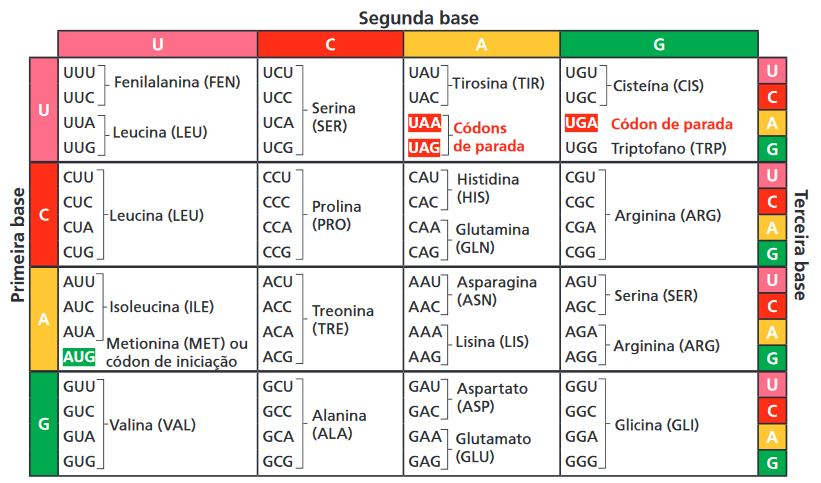 Segunda base
U C A G
Primeira base
Terceira base
U
UUU
UUC
Fenilalanina (FEN)
UUA
UUG
Leucina (LEU)
UCU
UCC
UCA
UCG
Serina
(SER)
UAU
UAC
Tirosina (TIR)
UAA
UAG
Códons
de parada
UGU
UGC
Cisteína (CIS)
UGA Códon de parada
UGG Triptofano (TRP)
U
C
A
G
C
CUU
CUC
CUA
CUG
Leucina (LEU)
CCU
CCC
CCA
CCG
Prolina
(PRO)
CAU
CAC
Histidina
(HIS)
CAA
CAG
Glutamina
(GLN)
CGU
CGC
CGA
CGG
Arginina (ARG)
U
C
A
G
A
AUU
AUC
AUA
Isoleucina (ILE)
AUG
Metionina (MET) ou
códon de iniciação
ACU
ACC
ACA
ACG
Treonina
(TRE)
AAU
AAC
Asparagina
(ASN)
AAA
AAG
Lisina (LIS)
AGU
AGC
Serina (SER)
AGA
AGG
Arginina (ARG)
U
C
A
G
G
GUU
GUC
GUA
GUG
Valina (VAL)
GCU
GCC
GCA
GCG
Alanina
(ALA)
GAU
GAC
Aspartato
(ASP)
GAA
GAG
Glutamato
(GLU)
GGU
GGC
GGA
GGG
Glicina (GLI)
U
C
A
G